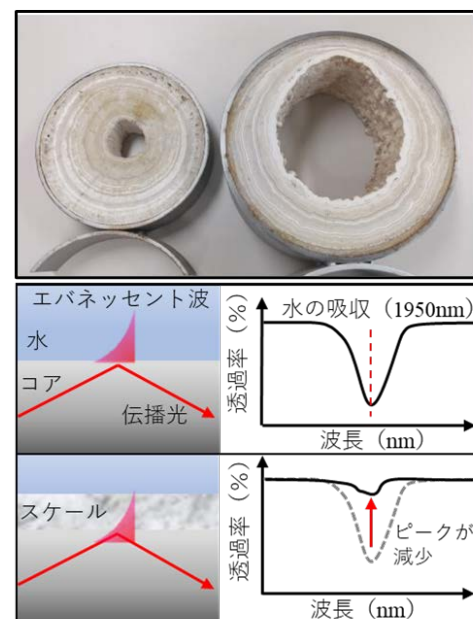 エバネッセント波
水
コア
伝播光
透過率 (%)
水の吸収（1950nm）
波長（nm）
スケール
透過率 (%)
ピークが
減少
波長（nm）